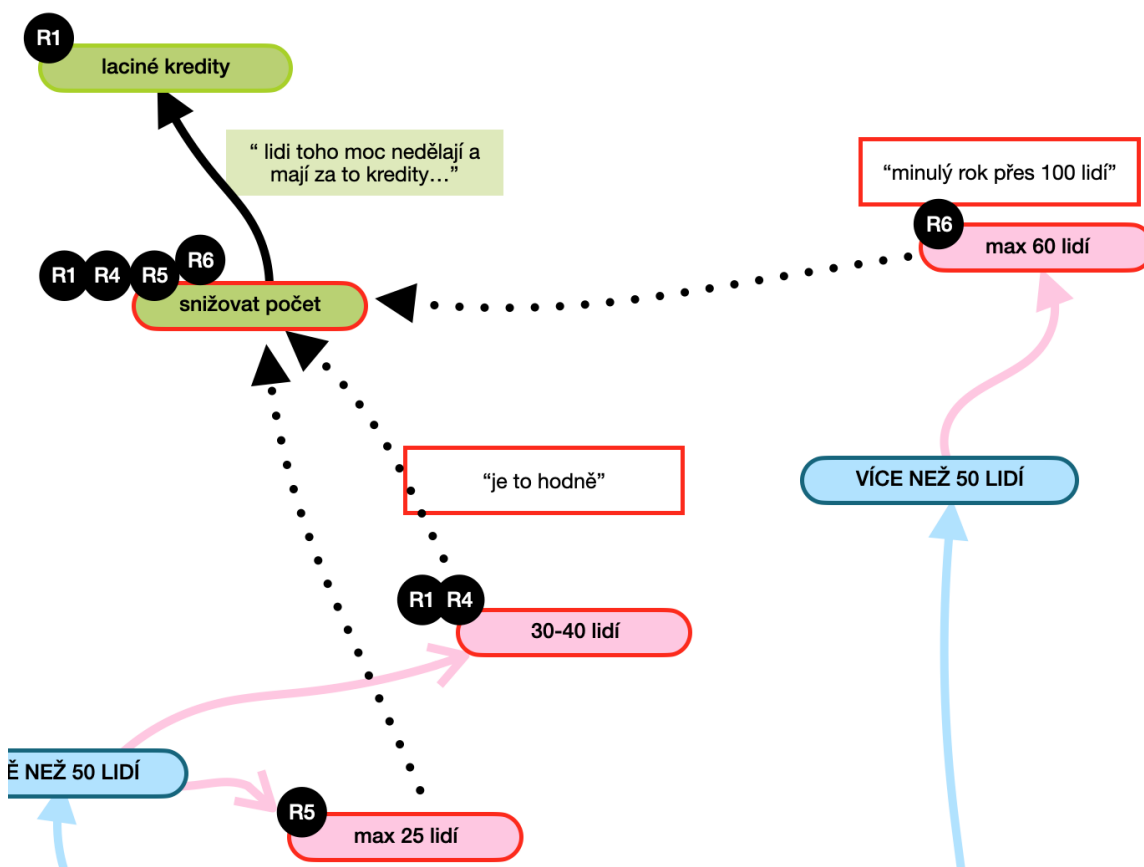 R1
laciné kredity
“ lidi toho moc nedělají a
mají za to kredity…”
“minulý rok přes 100 lidí”
R6
max 60 lidí
R1 R4 R5 R6
snižovat počet
“je to hodně”
VÍCE NEŽ 50 LIDÍ
R1 R4
30-40 lidí
Ě NEŽ 50 LIDÍ
R5
max 25 lidí